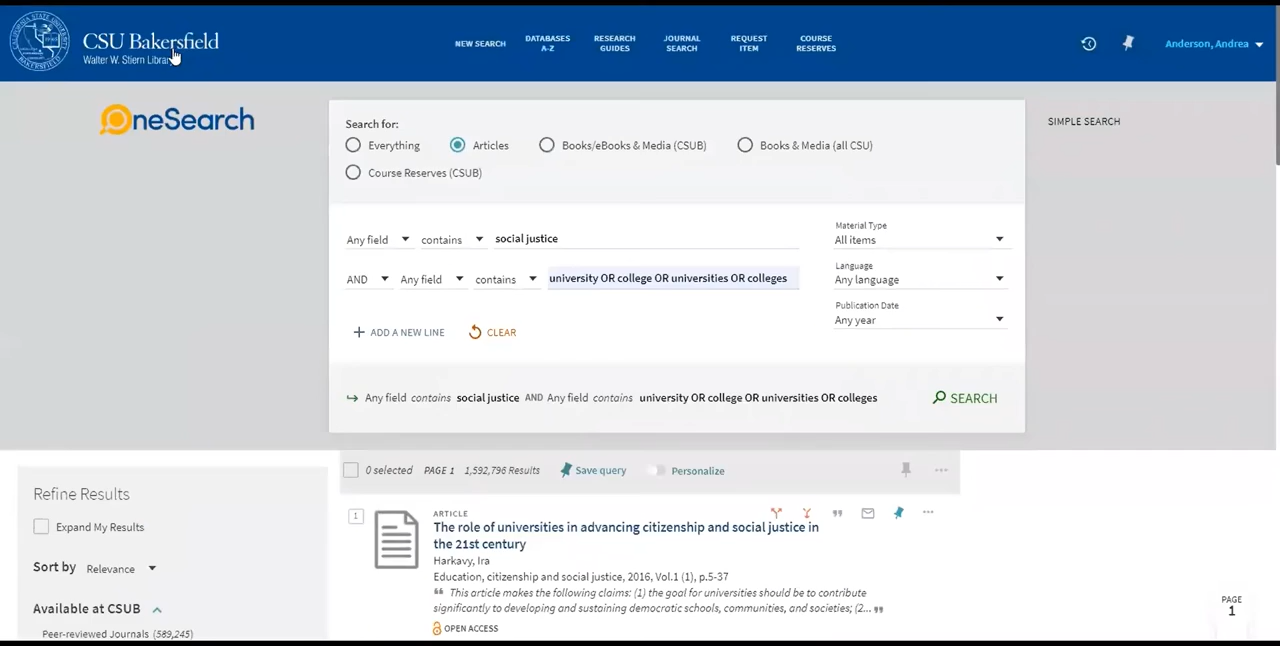 CSU Bakersfield
Walter W. Stiern Library
NEW SEARCH
DATABASES A-Z
RESEARCH GUIDES
JOURNAL SEARCH
REQUEST ITEM
COURSE RESERVES
Anderson, Andrea
OneSearch
SIMPLE SEARCH
Search for:
Everything
Articles
Books/eBooks & Media (CSUB)
Books & Media (all CSU)
Course Reserves (CSUB)
Any field contains social justice
AND Any field contains university OR college OR universities OR colleges
Material Type
All items
Language
Any language
Publication Date
Any year
+ ADD A NEW LINE
CLEAR
Any field contains social justice AND Any field contains university OR college OR universities OR colleges
SEARCH
0 selected PAGE 1 1,592,796 Results
Save query
Personalize
Refine Results
Expand My Results
Sort by Relevance
Available at CSUB
Peer-reviewed Journals (589,245)
1
ARTICLE
The role of universities in advancing citizenship and social justice in
the 21st century
Harkavy, Ira
Education, citizenship and social justice, 2016, Vol.1 (1), p.5-37
❝ This article makes the following claims: (1) the goal for universities should be to contribute
significantly to developing and sustaining democratic schools, communities, and societies; (2... ❞
OPEN ACCESS
PAGE
1